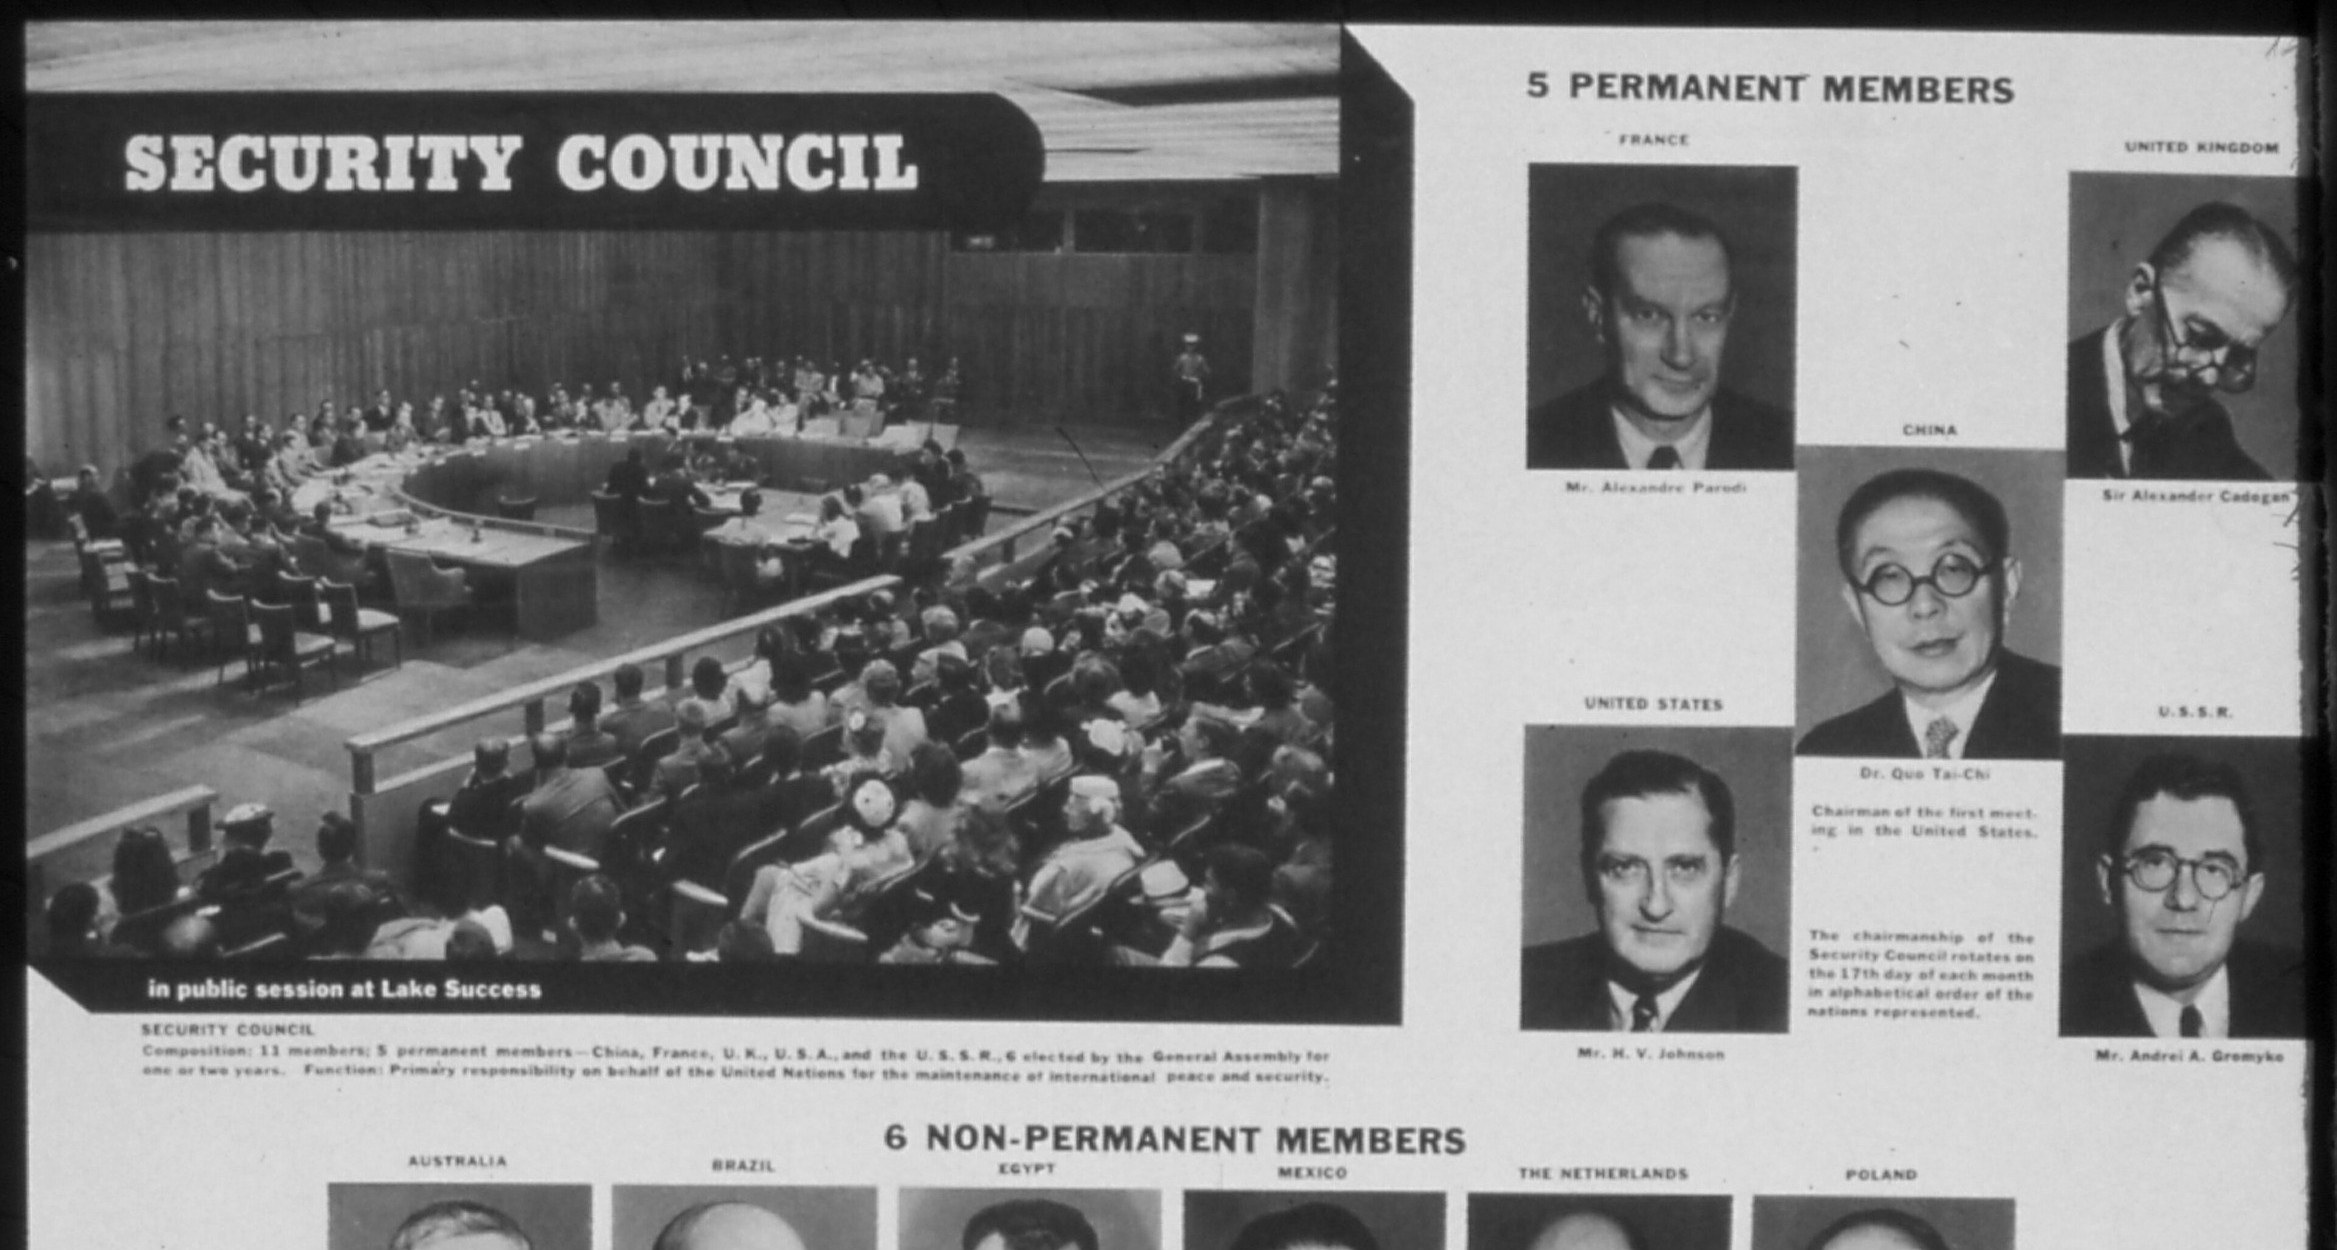 SECURITY COUNCIL
in public session at Lake Success
SECURITY COUNCIL
Composition: 11 members; 5 permanent members—China, France, U. K., U. S. A., and the U. S. S. R., 6 elected by the General Assembly for
one or two years. Function: Primary responsibility on behalf of the United Nations for the maintenance of international peace and security.
5 PERMANENT MEMBERS
FRANCE
Mr. Alexandre Parodi
UNITED KINGDOM
Sir Alexander Cadogan
CHINA
Dr. Quo Tai-Chi
Chairman of the first meet-
ing in the United States.
The chairmanship of the
Security Council rotates on
the 17th day of each month
in alphabetical order of the
nations represented.
UNITED STATES
Mr. H. V. Johnson
U. S. S. R.
Mr. Andrei A. Gromyko
6 NON-PERMANENT MEMBERS
AUSTRALIA
BRAZIL
EGYPT
MEXICO
THE NETHERLANDS
POLAND